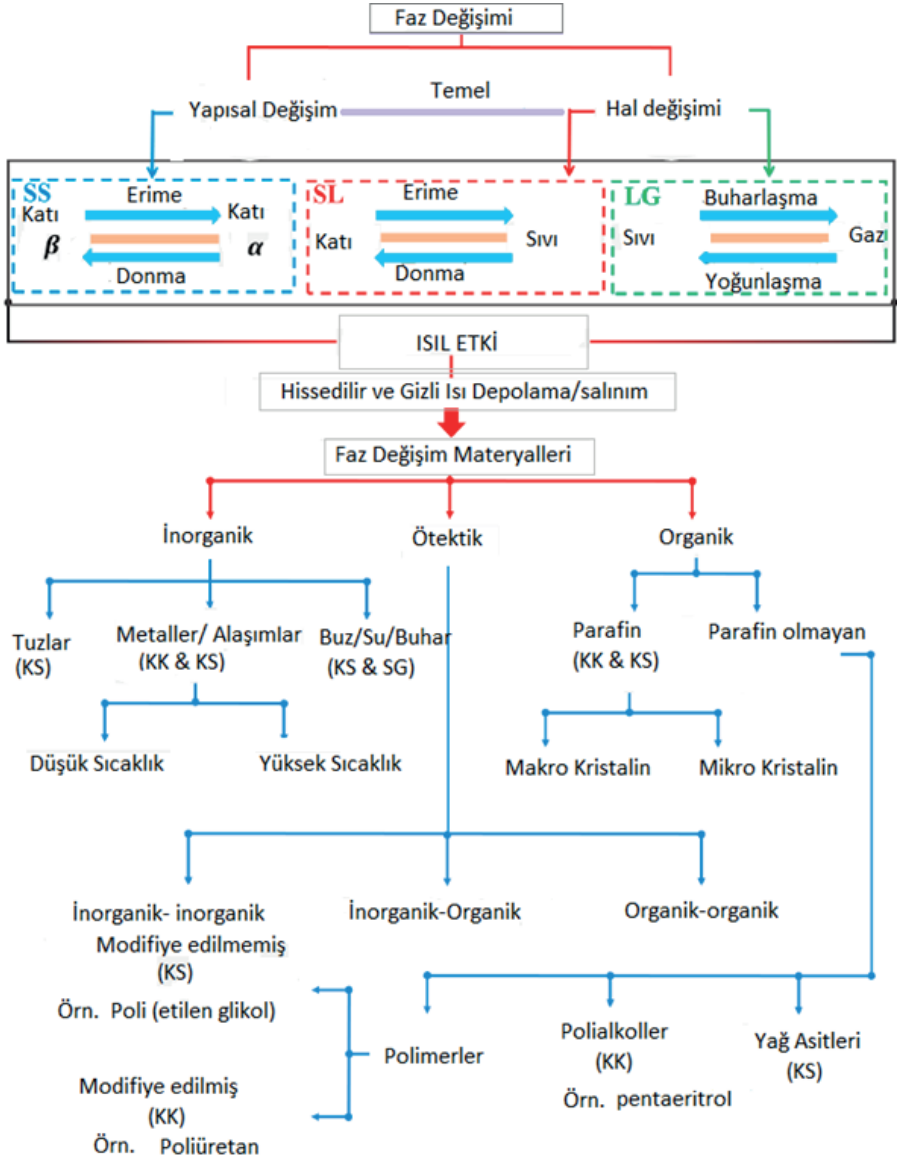 Faz Değişimi
Temel
Yapısal Değişim
Hal değişimi
SS
Erime
Katı
Katı
β
α
Donma
SL
Erime
Katı
Sıvı
Donma
LG
Buharlaşma
Sıvı
Gaz
Yoğunlaşma
ISIL ETKİ
Hissedilir ve Gizli Isı Depolama/salınım
Faz Değişim Materyalleri
İnorganik
Ötektik
Organik
Tuzlar
(KS)
Metaller/ Alaşımlar
(KK & KS)
Buz/Su/Buhar
(KS & SG)
Parafin
(KK & KS)
Parafin olmayan
Düşük Sıcaklık
Yüksek Sıcaklık
Makro Kristalin
Mikro Kristalin
İnorganik- inorganik
İnorganik-Organik
Organik-organik
Modifiye edilmemiş
(KS)
Örn. Poli (etilen glikol)
Polimerler
Polialkoller
(KK)
Örn. pentaeritrol
Yağ Asitleri
(KS)
Modifiye edilmiş
(KK)
Örn. Poliüretan